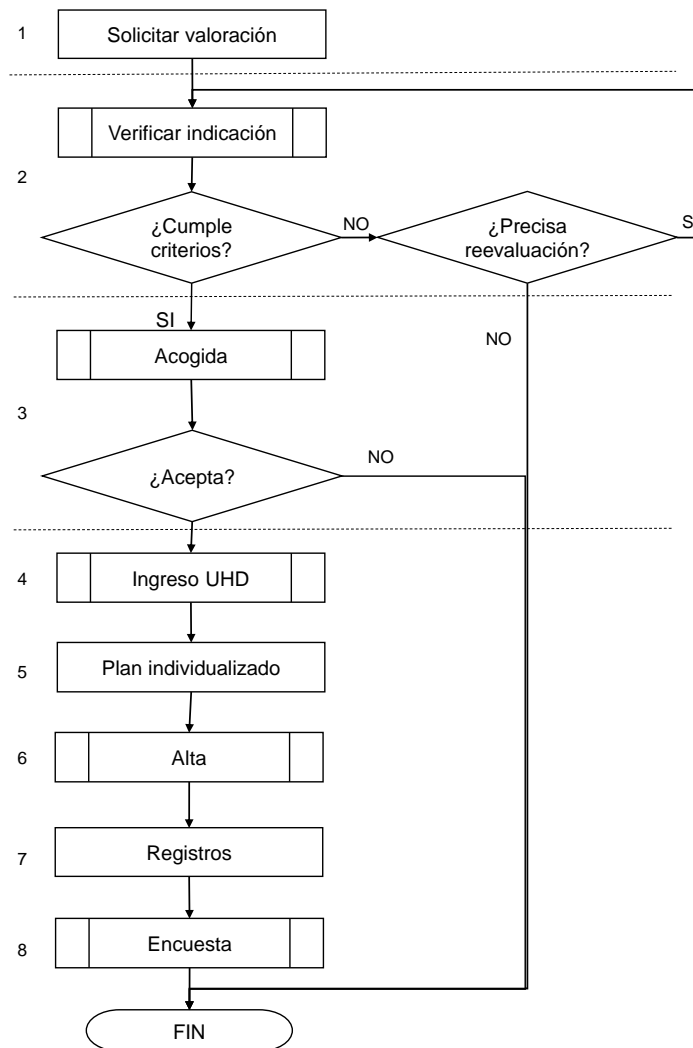 1
Solicitar valoración
Verificar indicación
2
¿Cumple
criterios?
NO
¿Precisa
reevaluación?
S
SI
NO
Acogida
3
¿Acepta?
NO
4
Ingreso UHD
5
Plan individualizado
6
Alta
7
Registros
8
Encuesta
FIN